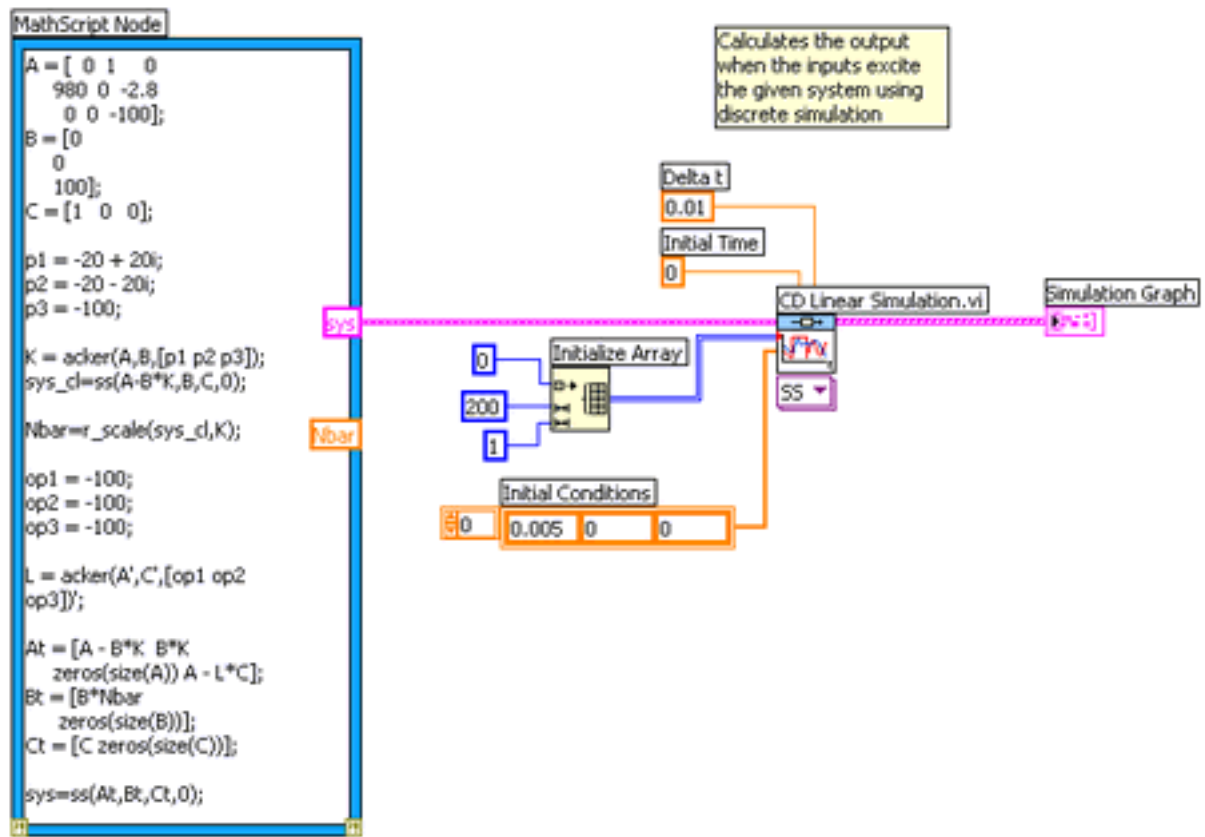 MathScript Node
A = [ 0 1 0
980 0 -2.8
0 0 -100];
B = [0
0
100];
C = [1 0 0];
p1 = -20 + 20i;
p2 = -20 - 20i;
p3 = -100;
K = acker(A,B,[p1 p2 p3]);
sys_cl=ss(A-B*K,B,C,0);
Nbar=r_scale(sys_cl,K);
op1 = -100;
op2 = -100;
op3 = -100;
L = acker(A',C',[op1 op2
op3])';
At = [A - B*K B*K
zeros(size(A)) A - L*C];
Bt = [B*Nbar
zeros(size(B))];
Ct = [C zeros(size(C))];
sys=ss(At,Bt,Ct,0);
sys
Nbar
Calculates the output
when the inputs excite
the given system using
discrete simulation
Delta t
0.01
Initial Time
0
CD Linear Simulation.vi
SS
Simulation Graph
Initialize Array
0
200
1
Initial Conditions
0
0.005 0 0